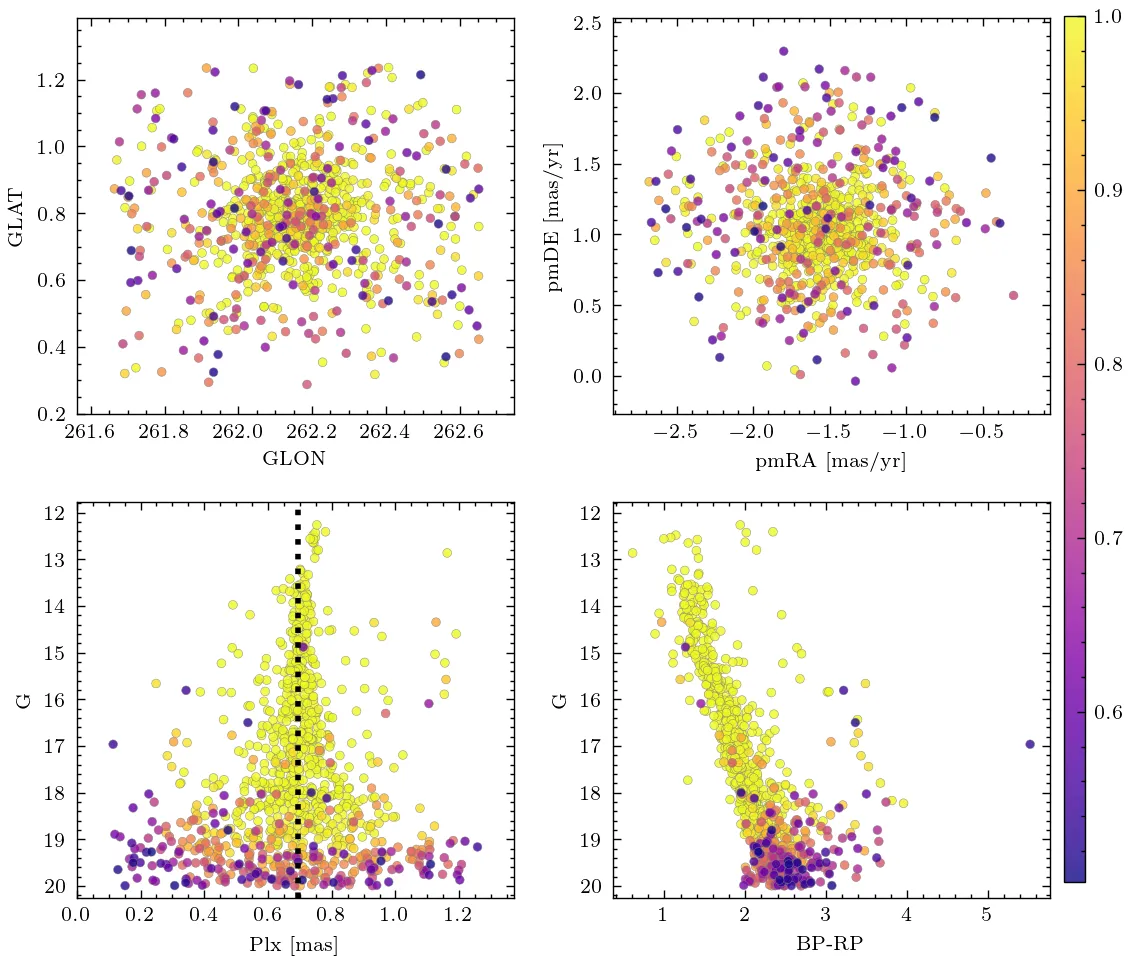 1.2
1.0
0.8
0.6
0.4
0.2
GLAT
261.6 261.8 262.0 262.2 262.4 262.6
GLON
2.5
2.0
1.5
1.0
0.5
0.0
pmDE [mas/yr]
−2.5 −2.0 −1.5 −1.0 −0.5
pmRA [mas/yr]
1.0
0.9
0.8
0.7
0.6
12
13
14
15
16
17
18
19
20
G
0.0 0.2 0.4 0.6 0.8 1.0 1.2
Plx [mas]
12
13
14
15
16
17
18
19
20
G
1 2 3 4 5
BP-RP